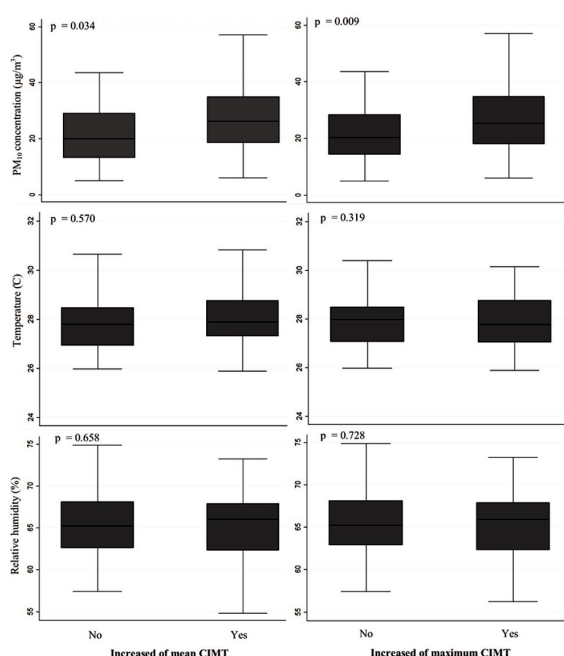 p = 0.034
p = 0.009
PM10 concentration (µg/m³)
60
40
20
0
60
40
20
0
p = 0.570
p = 0.319
Temperature (C)
32
30
28
26
24
32
30
28
26
24
p = 0.658
p = 0.728
Relative humidity (%)
75
70
65
60
55
75
70
65
60
55
No
Yes
No
Yes
Increased of mean CIMT
Increased of maximum CIMT